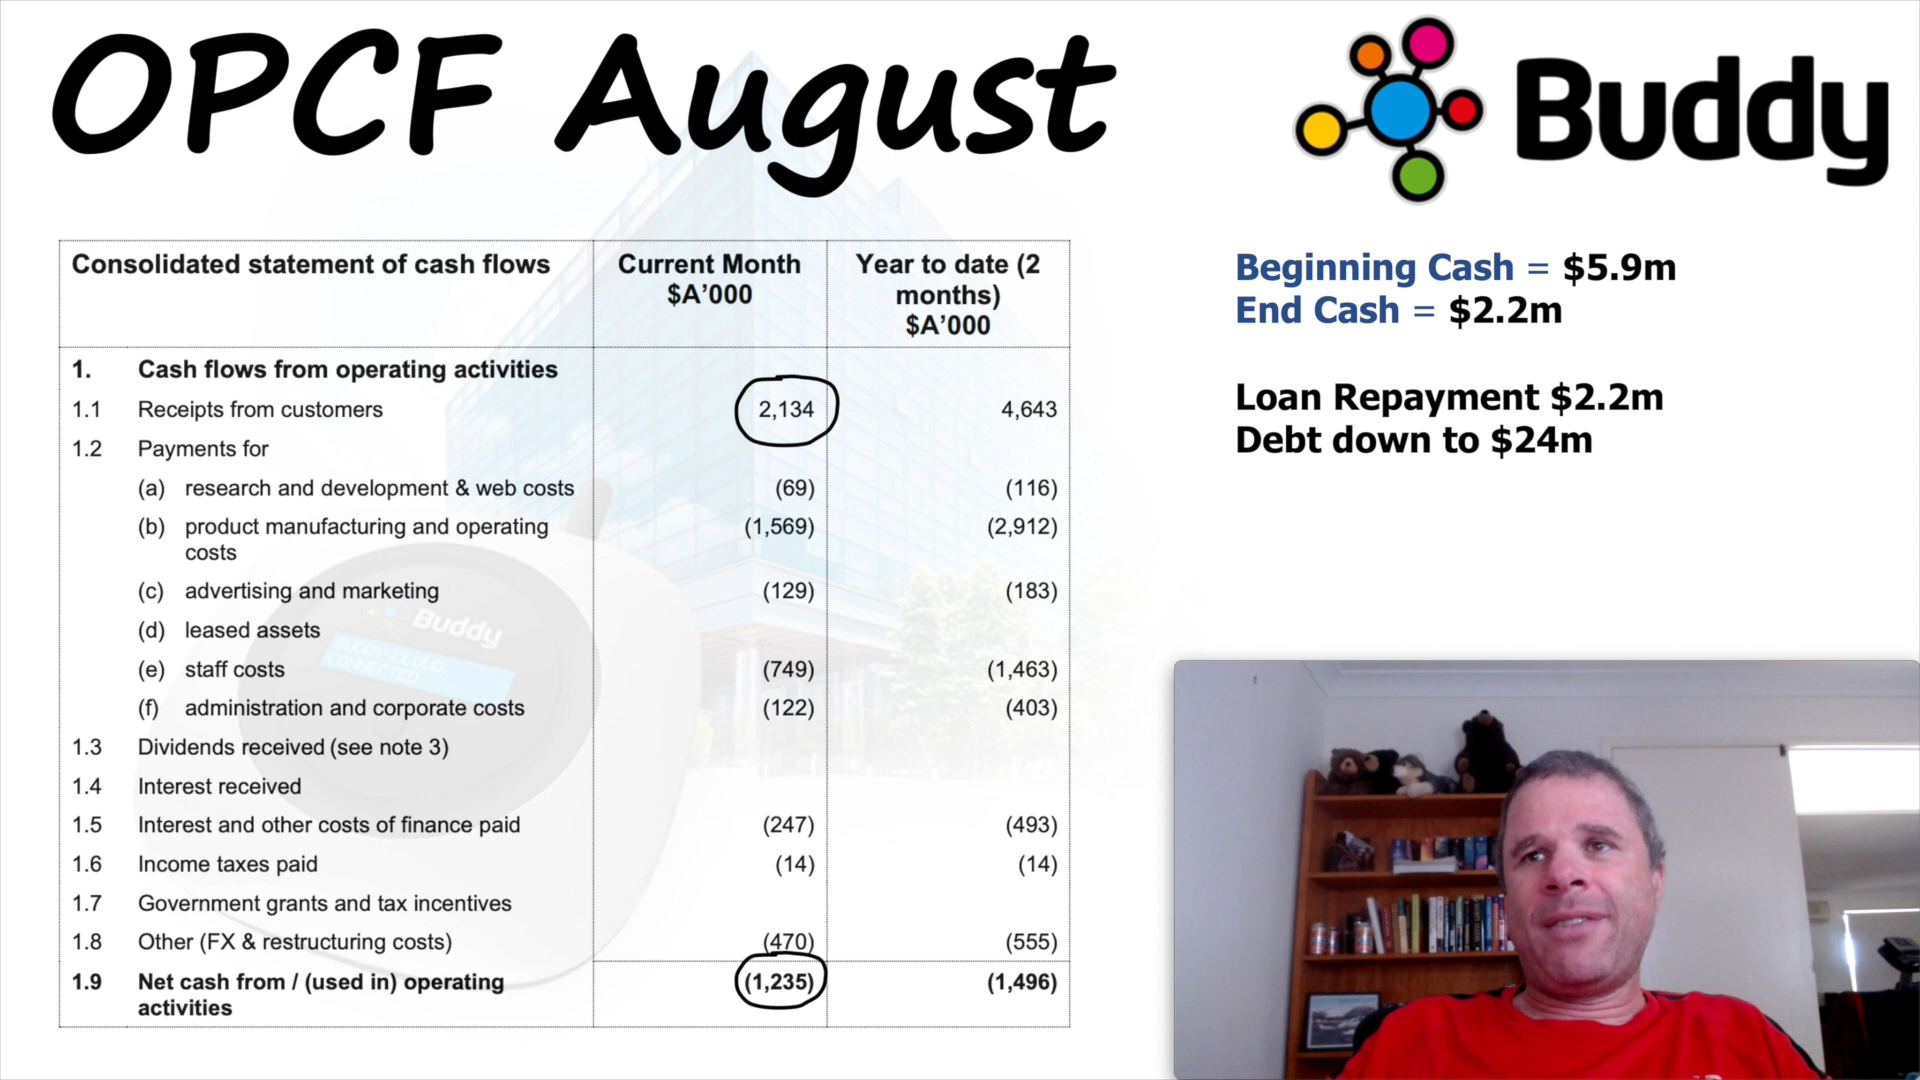 OPCF August
Buddy
Consolidated statement of cash flows
Current Month
$A’000
Year to date (2
months)
$A’000
1. Cash flows from operating activities
1.1 Receipts from customers 2,134 4,643
1.2 Payments for
(a) research and development & web costs (69) (116)
(b) product manufacturing and operating
costs (1,569) (2,912)
(c) advertising and marketing (129) (183)
(d) leased assets
(e) staff costs (749) (1,463)
(f) administration and corporate costs (122) (403)
1.3 Dividends received (see note 3)
1.4 Interest received
1.5 Interest and other costs of finance paid (247) (493)
1.6 Income taxes paid (14) (14)
1.7 Government grants and tax incentives
1.8 Other (FX & restructuring costs) (470) (555)
1.9 Net cash from / (used in) operating
activities (1,235) (1,496)
Beginning Cash = $5.9m
End Cash = $2.2m
Loan Repayment $2.2m
Debt down to $24m
Buddy
BUDDY CLOUD:
CONNECTED